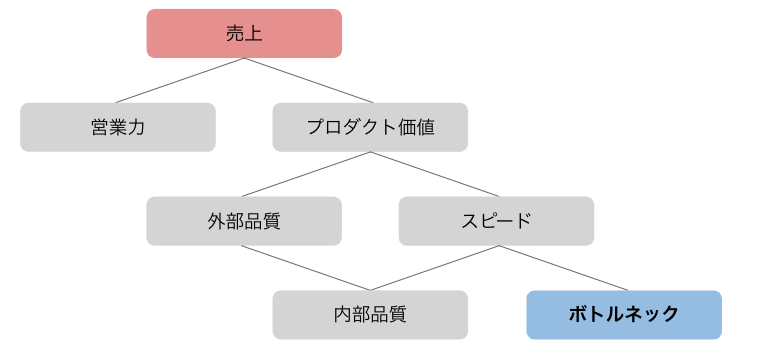 売上
営業力
プロダクト価値
外部品質
スピード
内部品質
ボトルネック